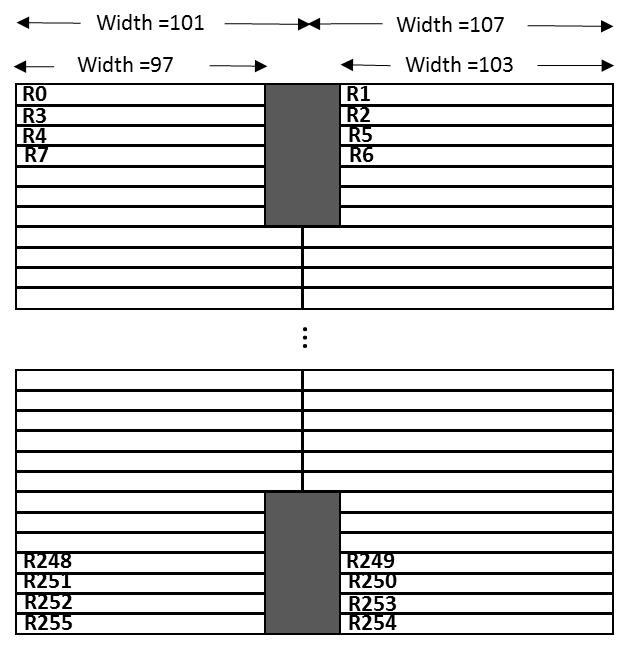 Width =101 Width =107
Width =97 Width =103
R0 R1
R3 R2
R4 R5
R7 R6
⋮
R248 R249
R251 R250
R252 R253
R255 R254